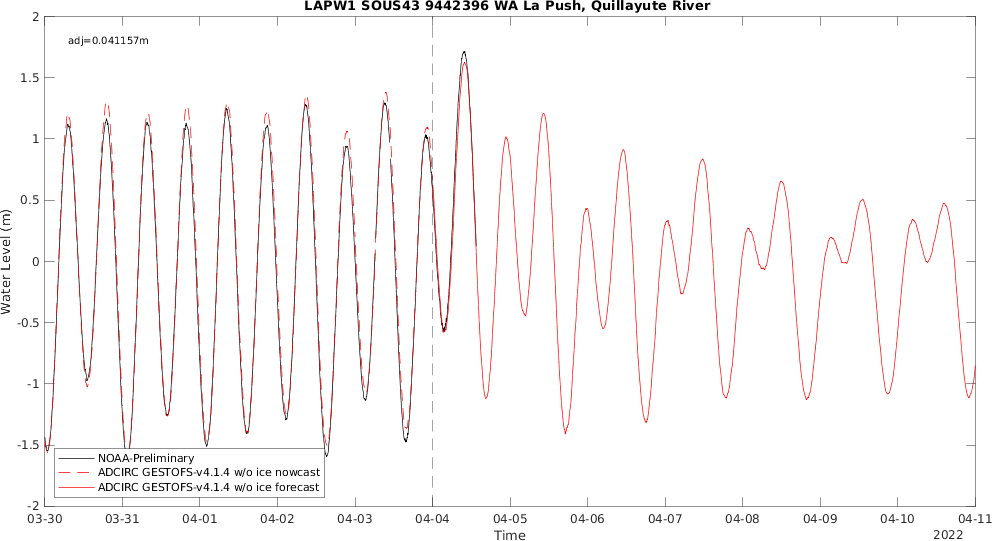 LAPW1 SOUS43 9442396 WA La Push, Quillayute River
adj=0.041157m
2
1.5
1
0.5
0
-0.5
-1
-1.5
-2
Water Level (m)
NOAA-Preliminary
ADCIRC GESTOFS-v4.1.4 w/o ice nowcast
ADCIRC GESTOFS-v4.1.4 w/o ice forecast
03-30 03-31 04-01 04-02 04-03 04-04 04-05 04-06 04-07 04-08 04-09 04-10 04-11
Time
2022